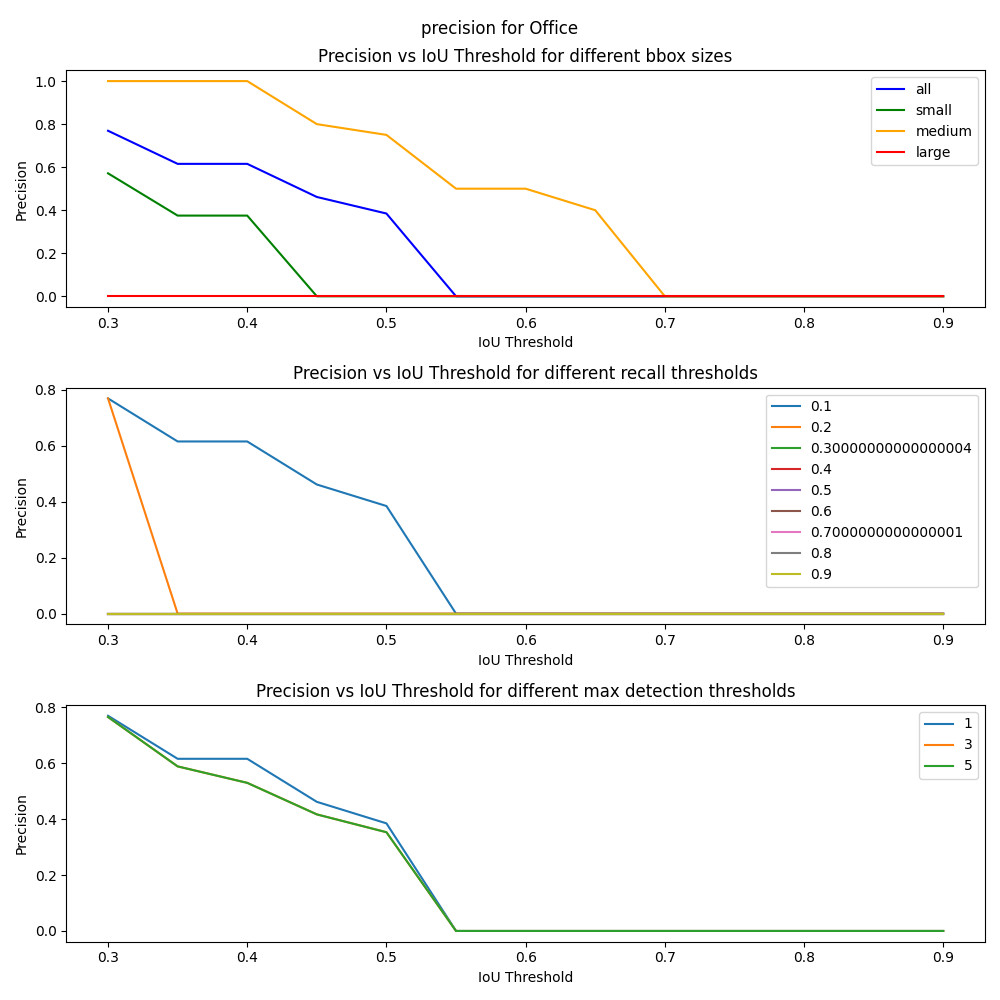 precision for Office
Precision vs IoU Threshold for different bbox sizes
1.0
0.8
0.6
0.4
0.2
0.0
Precision
all
small
medium
large
0.3 0.4 0.5 0.6 0.7 0.8 0.9
IoU Threshold
Precision vs IoU Threshold for different recall thresholds
0.8
0.6
0.4
0.2
0.0
Precision
0.1
0.2
0.30000000000000004
0.4
0.5
0.6
0.7000000000000001
0.8
0.9
0.3 0.4 0.5 0.6 0.7 0.8 0.9
IoU Threshold
Precision vs IoU Threshold for different max detection thresholds
0.8
0.6
0.4
0.2
0.0
Precision
1
3
5
0.3 0.4 0.5 0.6 0.7 0.8 0.9
IoU Threshold